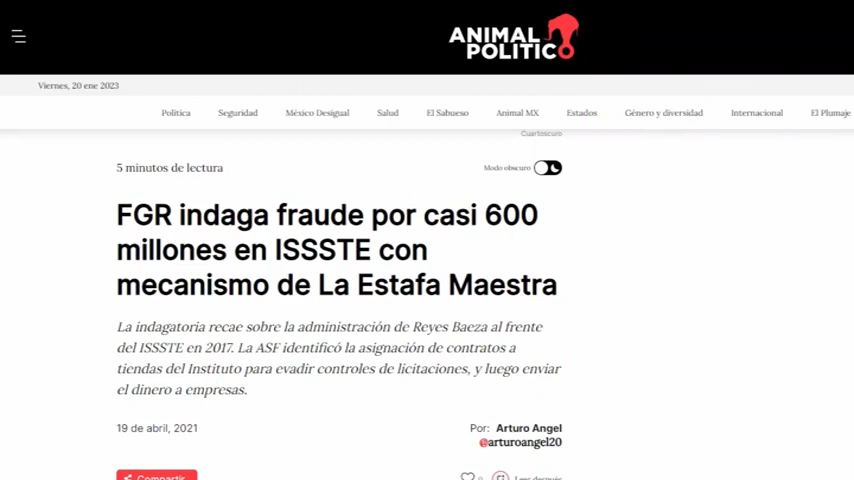 ANIMAL
POLITICO
Viernes, 20 ene 2023
Política Seguridad México Desigual Salud El Sabueso Animal MX Estados Género y diversidad Internacional El Plumaje
Cuartoscuro
5 minutos de lectura Modo obscuro
FGR indaga fraude por casi 600
millones en ISSSTE con
mecanismo de La Estafa Maestra
La indagatoria recae sobre la administración de Reyes Baeza al frente
del ISSSTE en 2017. La ASF identificó la asignación de contratos a
tiendas del Instituto para evadir controles de licitaciones, y luego enviar
el dinero a empresas.
19 de abril, 2021 Por: Arturo Angel
@arturoangel20
Compartir 0 Leer después